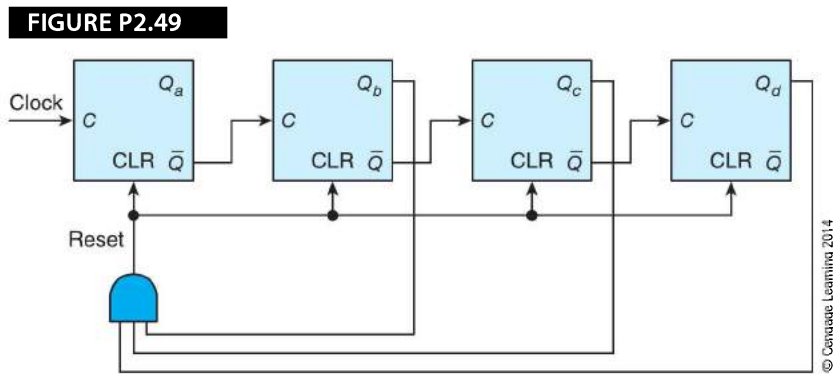 FIGURE P2.49
Qa Qb Qc Qd
Clock
C C C C
CLR Q̄ CLR Q̄ CLR Q̄ CLR Q̄
Reset
© Cengage Learning 2014